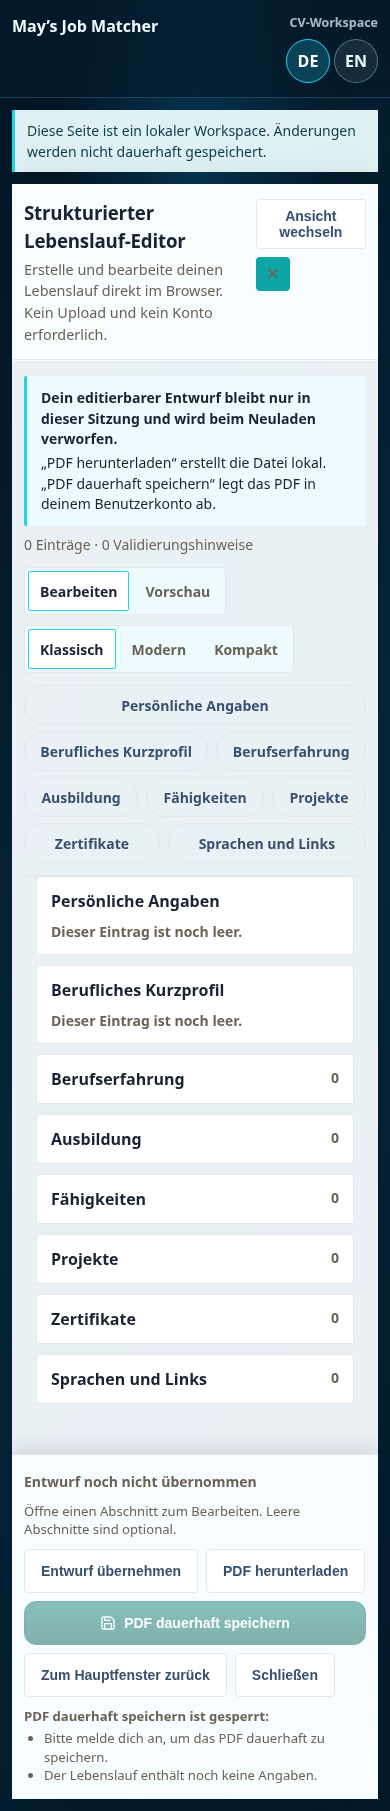 May’s Job Matcher
CV-Workspace
DE EN
Diese Seite ist ein lokaler Workspace. Änderungen
werden nicht dauerhaft gespeichert.
Strukturierter
Lebenslauf-Editor
Erstelle und bearbeite deinen
Lebenslauf direkt im Browser.
Kein Upload und kein Konto
erforderlich.
Ansicht
wechseln
×
Dein editierbarer Entwurf bleibt nur in
dieser Sitzung und wird beim Neuladen
verworfen.
„PDF herunterladen“ erstellt die Datei lokal.
„PDF dauerhaft speichern“ legt das PDF in
deinem Benutzerkonto ab.
0 Einträge · 0 Validierungshinweise
Bearbeiten Vorschau
Klassisch Modern Kompakt
Persönliche Angaben
Berufliches Kurzprofil Berufserfahrung
Ausbildung Fähigkeiten Projekte
Zertifikate Sprachen und Links
Persönliche Angaben
Dieser Eintrag ist noch leer.
Berufliches Kurzprofil
Dieser Eintrag ist noch leer.
Berufserfahrung 0
Ausbildung 0
Fähigkeiten 0
Projekte 0
Zertifikate 0
Sprachen und Links 0
Entwurf noch nicht übernommen
Öffne einen Abschnitt zum Bearbeiten. Leere
Abschnitte sind optional.
Entwurf übernehmen PDF herunterladen
PDF dauerhaft speichern
Zum Hauptfenster zurück Schließen
PDF dauerhaft speichern ist gesperrt:
• Bitte melde dich an, um das PDF dauerhaft zu
speichern.
• Der Lebenslauf enthält noch keine Angaben.